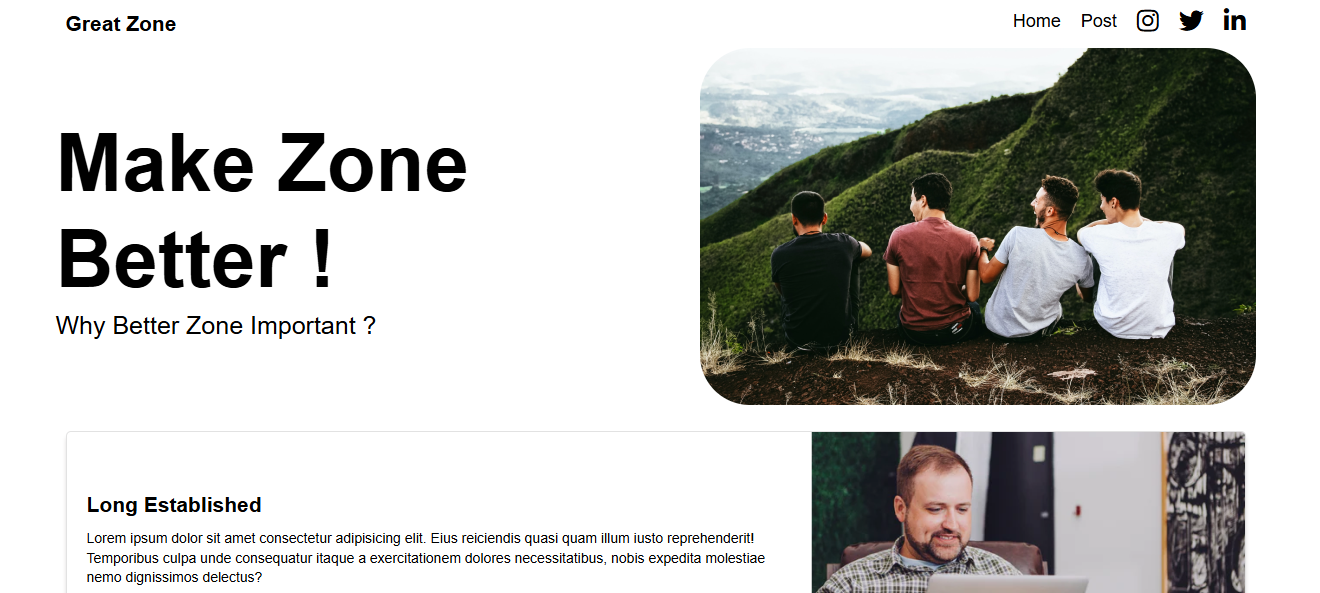 Great Zone
Home Post
Make Zone
Better !
Why Better Zone Important ?
Long Established
Lorem ipsum dolor sit amet consectetur adipisicing elit. Eius reiciendis quasi quam illum iusto reprehenderit!
Temporibus culpa unde consequatur itaque a exercitationem dolores necessitatibus, nobis expedita molestiae
nemo dignissimos delectus?